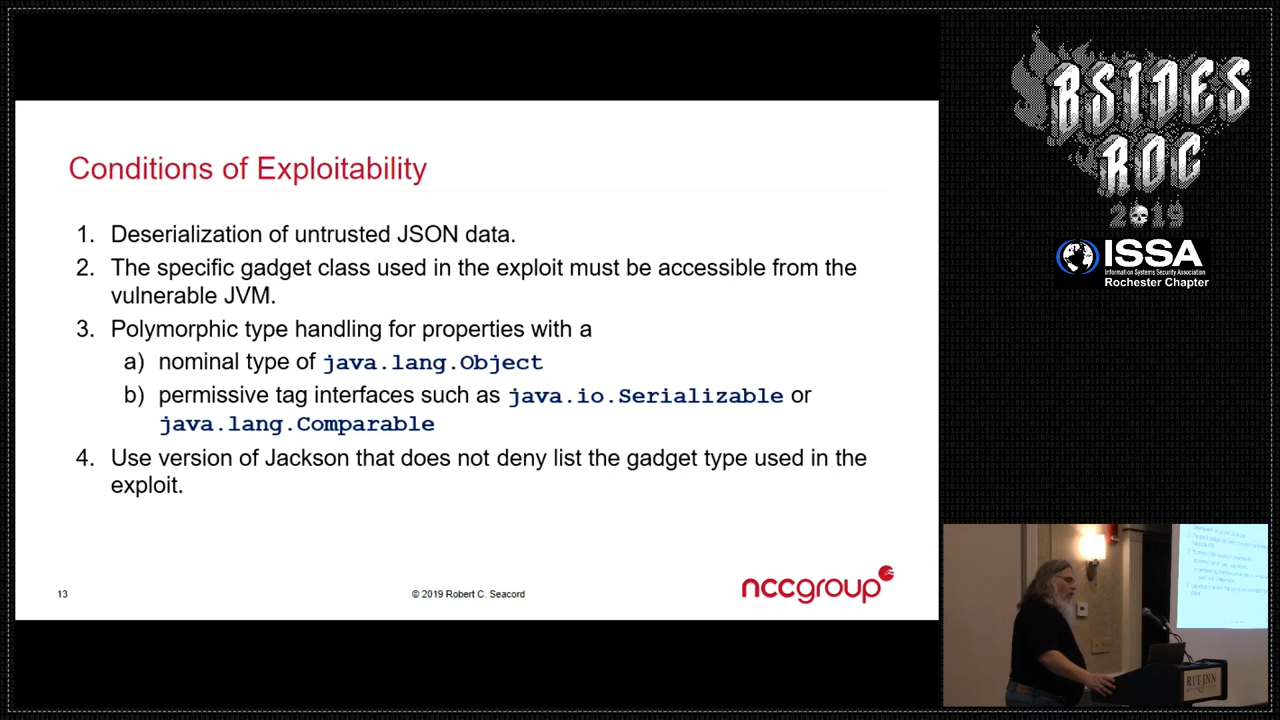 Conditions of Exploitability
1. Deserialization of untrusted JSON data.
2. The specific gadget class used in the exploit must be accessible from the
vulnerable JVM.
3. Polymorphic type handling for properties with a
a) nominal type of java.lang.Object
b) permissive tag interfaces such as java.io.Serializable or
java.lang.Comparable
4. Use version of Jackson that does not deny list the gadget type used in the
exploit.
13
© 2019 Robert C. Seacord
nccgroup
BSIDES
ROC
2019
ISSA
Information Systems Security Association
Rochester Chapter
RIT INN